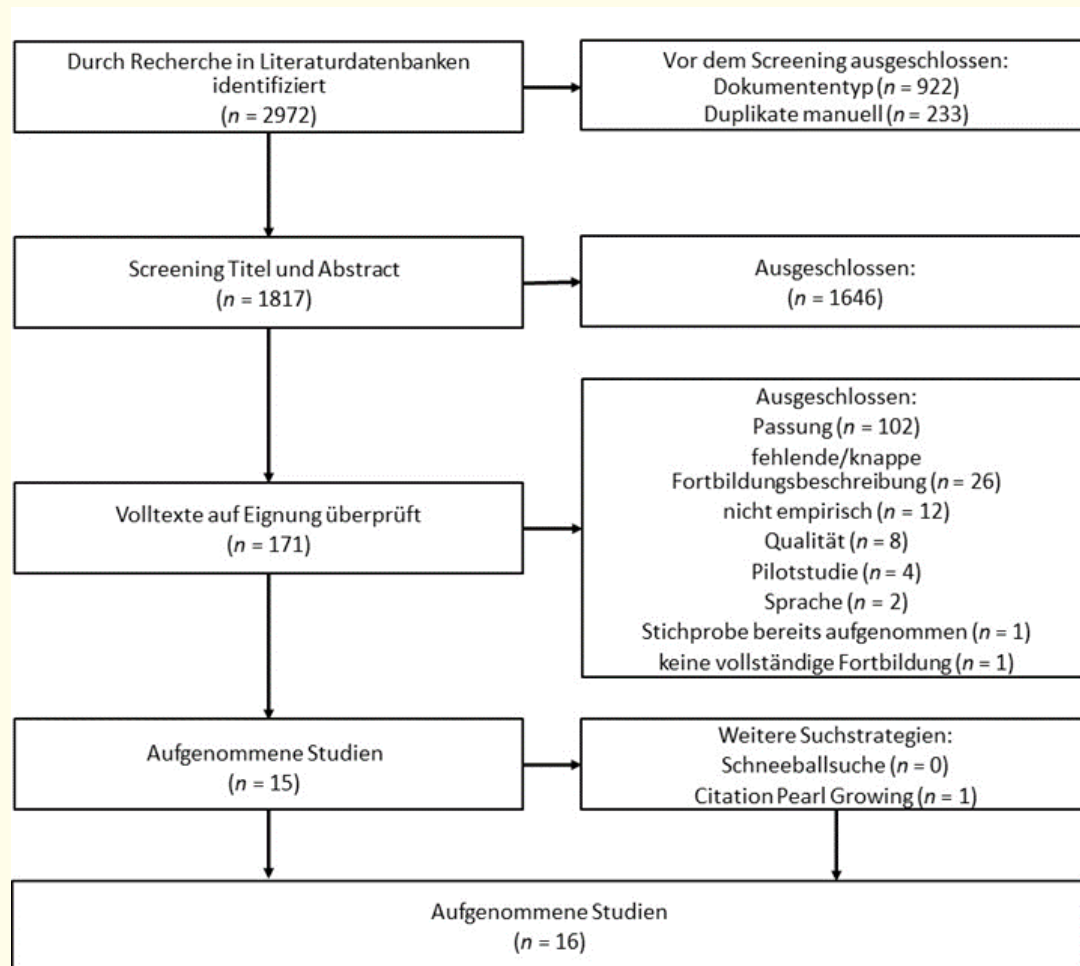 Durch Recherche in Literaturdatenbanken
identifiziert
(n = 2972)
Vor dem Screening ausgeschlossen:
Dokumententyp (n = 922)
Duplikate manuell (n = 233)
Screening Titel und Abstract
(n = 1817)
Ausgeschlossen:
(n = 1646)
Volltexte auf Eignung überprüft
(n = 171)
Ausgeschlossen:
Passung (n = 102)
fehlende/knappe
Fortbildungsbeschreibung (n = 26)
nicht empirisch (n = 12)
Qualität (n = 8)
Pilotstudie (n = 4)
Sprache (n = 2)
Stichprobe bereits aufgenommen (n = 1)
keine vollständige Fortbildung (n = 1)
Aufgenommene Studien
(n = 15)
Weitere Suchstrategien:
Schneeballsuche (n = 0)
Citation Pearl Growing (n = 1)
Aufgenommene Studien
(n = 16)